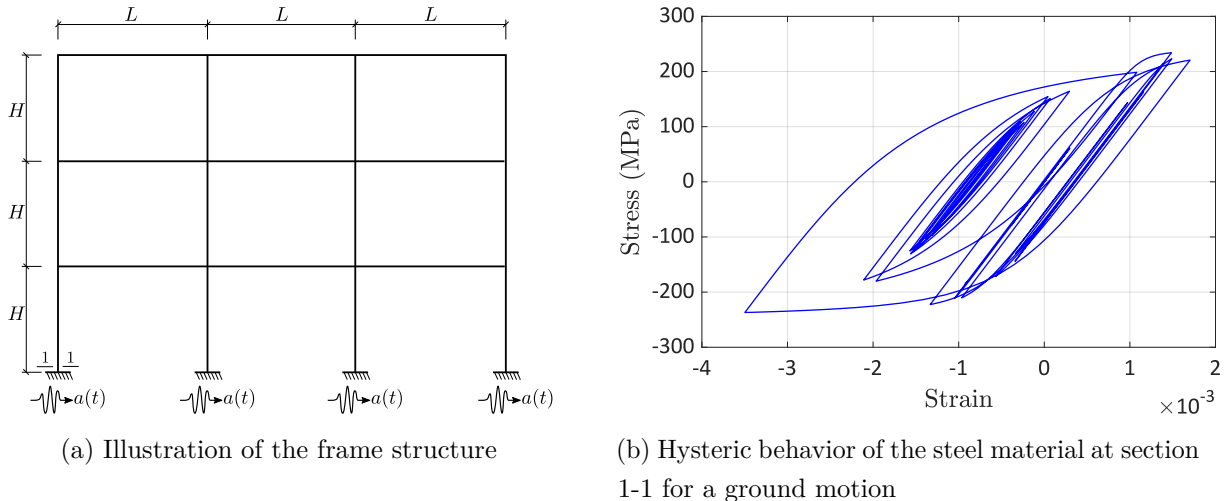 L L L
H
H
H
1 1
a(t) a(t) a(t) a(t)
(a) Illustration of the frame structure
300
200
100
0
-100
-200
-300
Stress (MPa)
-4 -3 -2 -1 0 1 2
Strain
×10⁻³
(b) Hysteric behavior of the steel material at section
1-1 for a ground motion